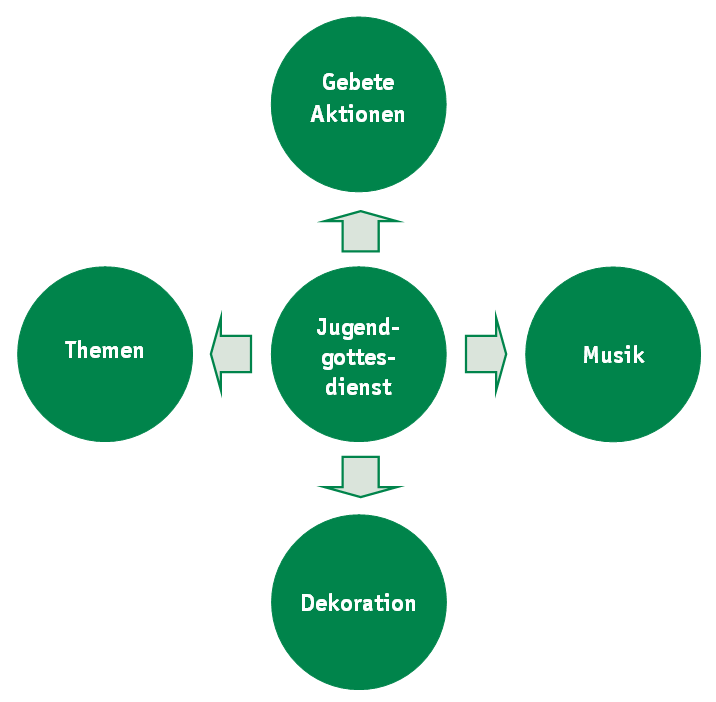 Gebete
Aktionen
Themen
Jugend-
gottes-
dienst
Musik
Dekoration